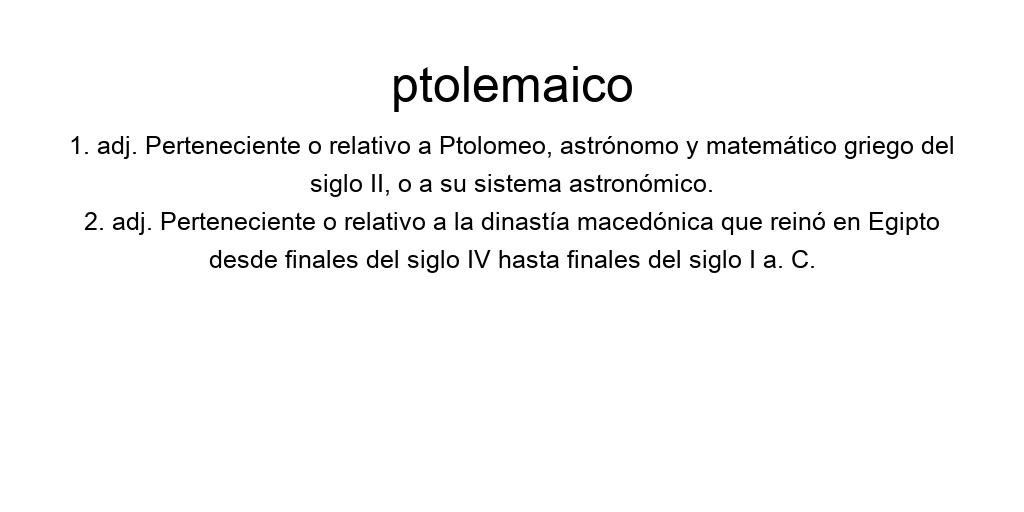 ptolemaico
1. adj. Perteneciente o relativo a Ptolomeo, astrónomo y matemático griego del
siglo II, o a su sistema astronómico.
2. adj. Perteneciente o relativo a la dinastía macedónica que reinó en Egipto
desde finales del siglo IV hasta finales del siglo I a. C.